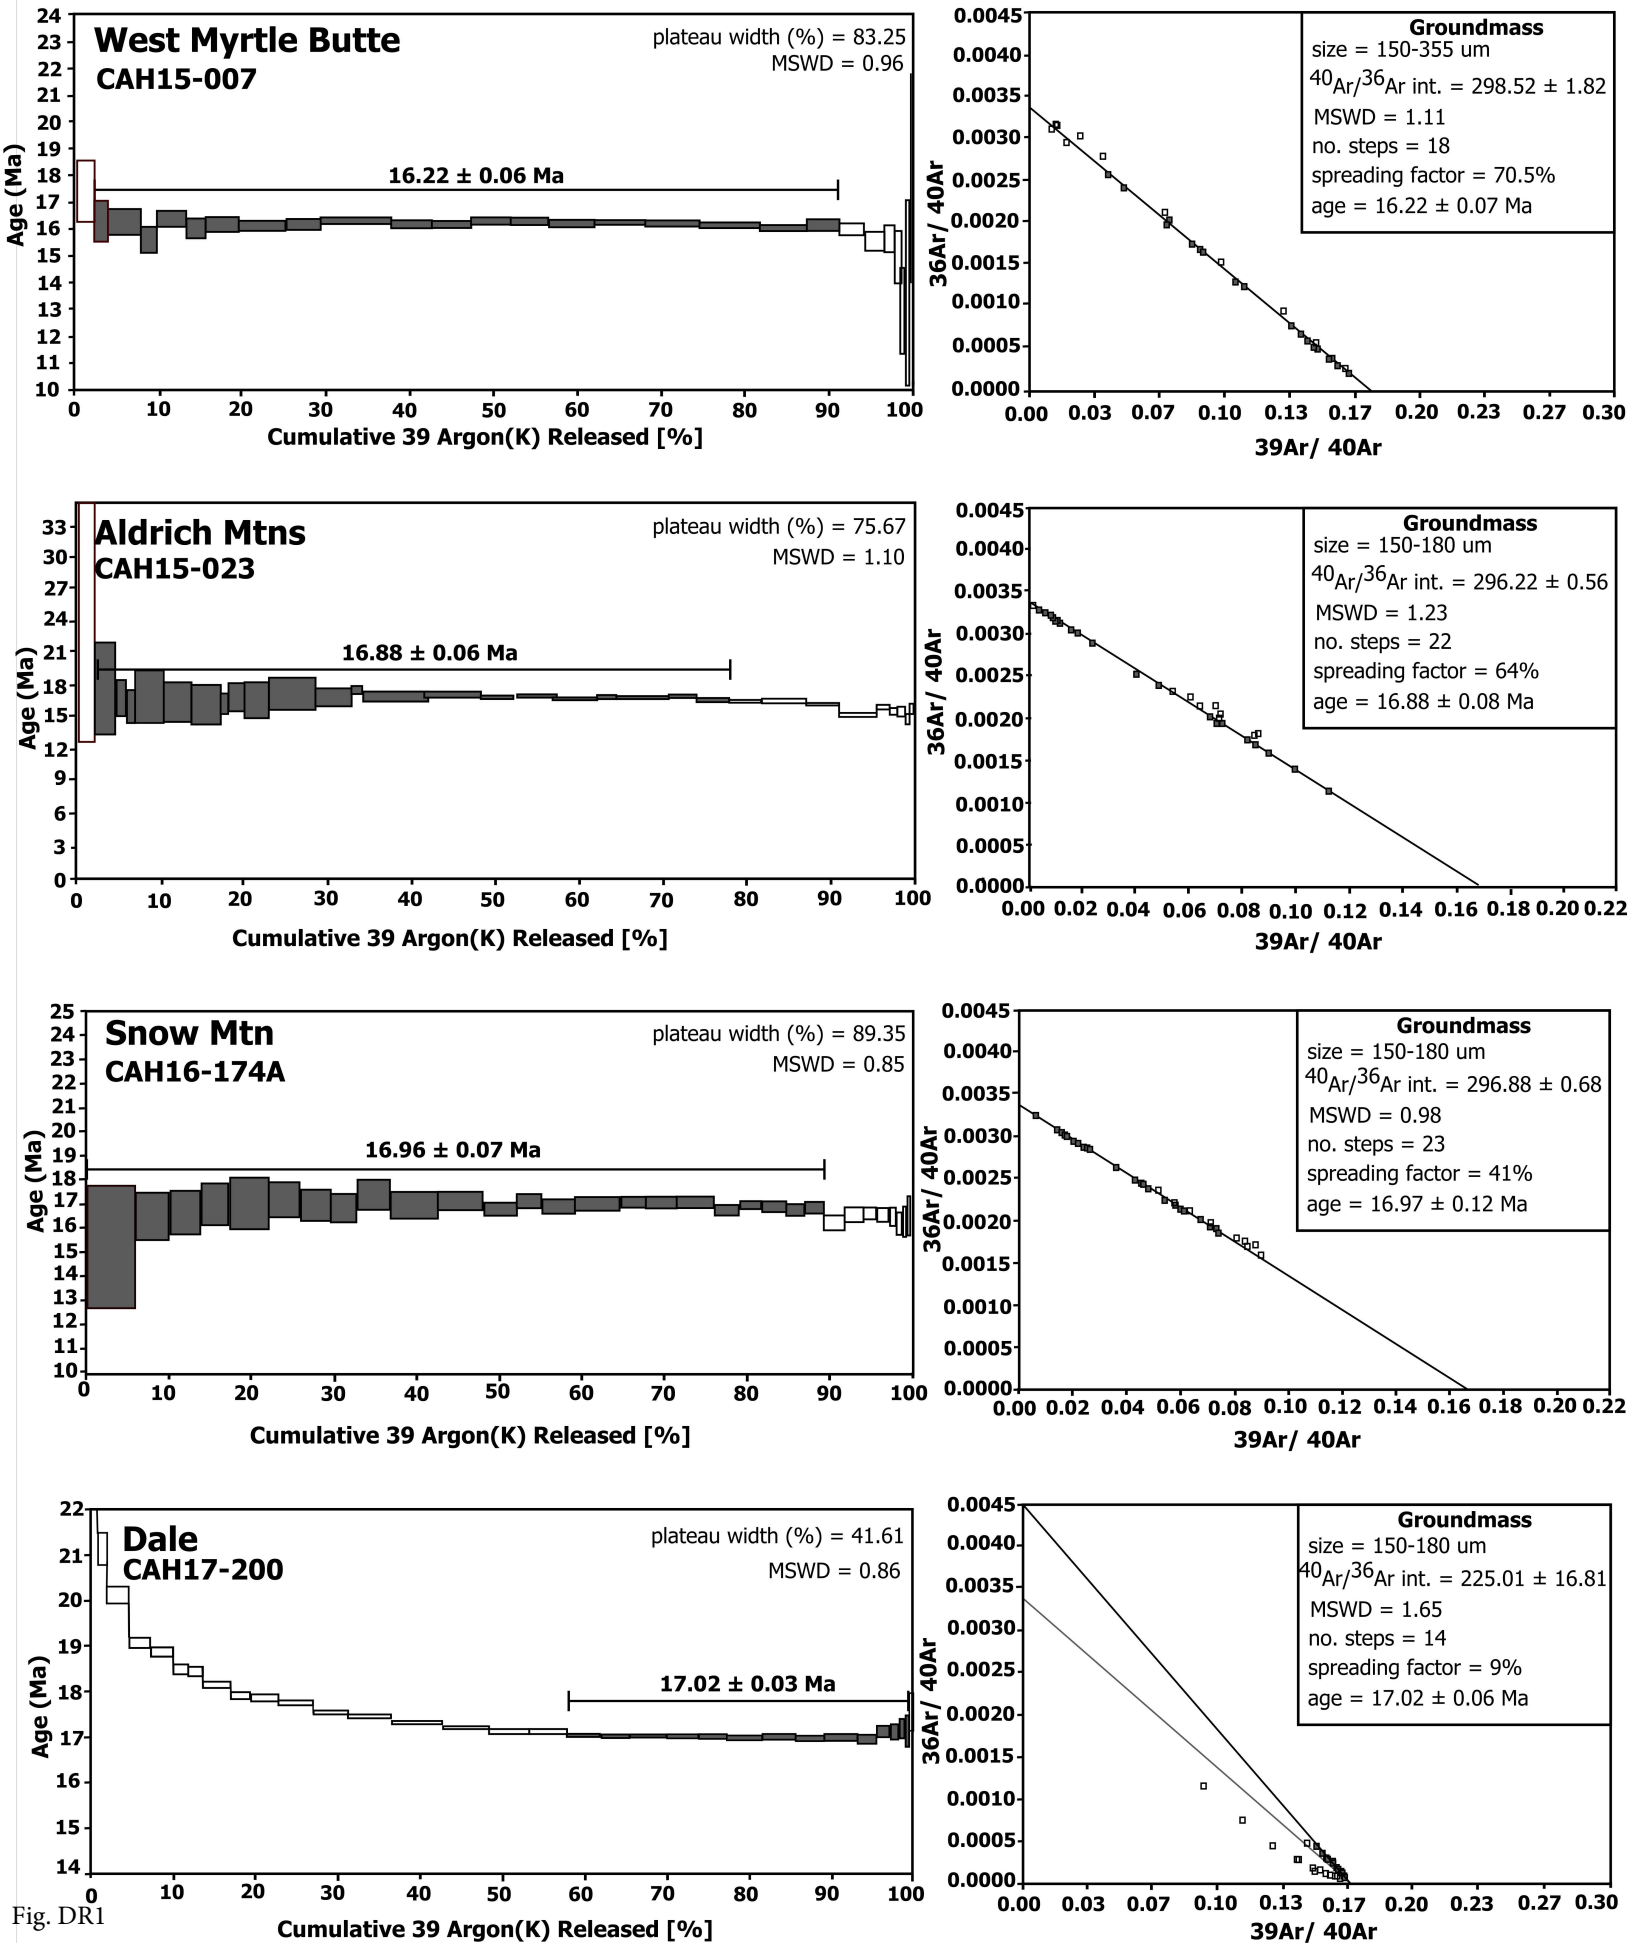 West Myrtle Butte
CAH15-007
plateau width (%) = 83.25
MSWD = 0.96
16.22 ± 0.06 Ma
Age (Ma)
24
23
22
21
20
19
18
17
16
15
14
13
12
11
10
0 10 20 30 40 50 60 70 80 90 100
Cumulative 39 Argon(K) Released [%]
Groundmass
size = 150-355 um
40Ar/36Ar int. = 298.52 ± 1.82
MSWD = 1.11
no. steps = 18
spreading factor = 70.5%
age = 16.22 ± 0.07 Ma
36Ar/ 40Ar
0.0045
0.0040
0.0035
0.0030
0.0025
0.0020
0.0015
0.0010
0.0005
0.0000
0.00 0.03 0.07 0.10 0.13 0.17 0.20 0.23 0.27 0.30
39Ar/ 40Ar
Aldrich Mtns
CAH15-023
plateau width (%) = 75.67
MSWD = 1.10
16.88 ± 0.06 Ma
Age (Ma)
33
30
27
24
21
18
15
12
9
6
3
0
0 10 20 30 40 50 60 70 80 90 100
Cumulative 39 Argon(K) Released [%]
Groundmass
size = 150-180 um
40Ar/36Ar int. = 296.22 ± 0.56
MSWD = 1.23
no. steps = 22
spreading factor = 64%
age = 16.88 ± 0.08 Ma
36Ar/ 40Ar
0.0045
0.0040
0.0035
0.0030
0.0025
0.0020
0.0015
0.0010
0.0005
0.0000
0.00 0.02 0.04 0.06 0.08 0.10 0.12 0.14 0.16 0.18 0.20 0.22
39Ar/ 40Ar
Snow Mtn
CAH16-174A
plateau width (%) = 89.35
MSWD = 0.85
16.96 ± 0.07 Ma
Age (Ma)
25
24
23
22
21
20
19
18
17
16
15
14
13
12
11
10
0 10 20 30 40 50 60 70 80 90 100
Cumulative 39 Argon(K) Released [%]
Groundmass
size = 150-180 um
40Ar/36Ar int. = 296.88 ± 0.68
MSWD = 0.98
no. steps = 23
spreading factor = 41%
age = 16.97 ± 0.12 Ma
36Ar/ 40Ar
0.0045
0.0040
0.0035
0.0030
0.0025
0.0020
0.0015
0.0010
0.0005
0.0000
0.00 0.02 0.04 0.06 0.08 0.10 0.12 0.14 0.16 0.18 0.20 0.22
39Ar/ 40Ar
Dale
CAH17-200
plateau width (%) = 41.61
MSWD = 0.86
17.02 ± 0.03 Ma
Age (Ma)
22
21
20
19
18
17
16
15
14
0 10 20 30 40 50 60 70 80 90 100
Cumulative 39 Argon(K) Released [%]
Groundmass
size = 150-180 um
40Ar/36Ar int. = 225.01 ± 16.81
MSWD = 1.65
no. steps = 14
spreading factor = 9%
age = 17.02 ± 0.06 Ma
36Ar/ 40Ar
0.0045
0.0040
0.0035
0.0030
0.0025
0.0020
0.0015
0.0010
0.0005
0.0000
0.00 0.03 0.07 0.10 0.13 0.17 0.20 0.23 0.27 0.30
39Ar/ 40Ar
Fig. DR1